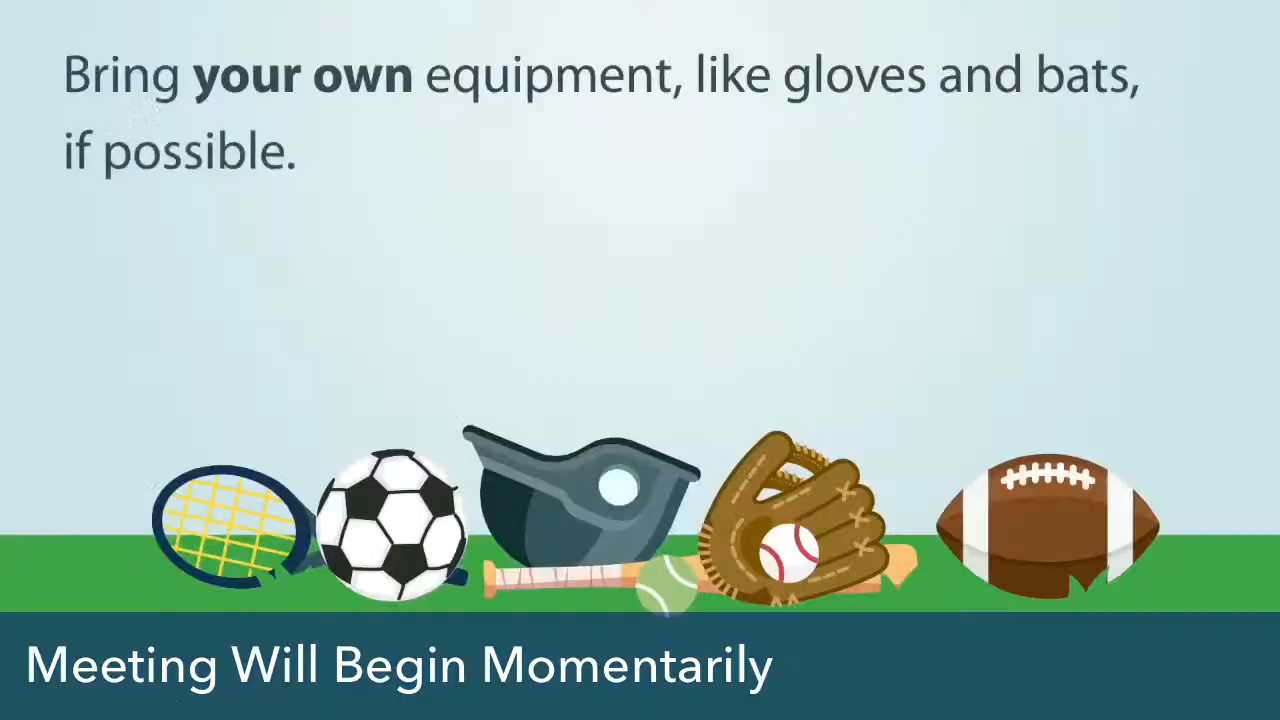 Bring your own equipment, like gloves and bats,
if possible.
Meeting Will Begin Momentarily